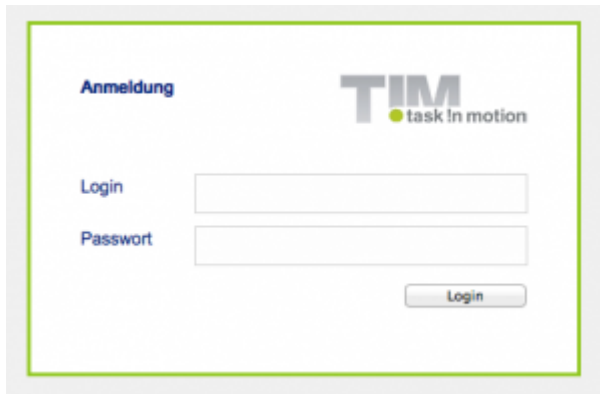 Anmeldung
TIM
task !n motion
Login
Passwort
Login